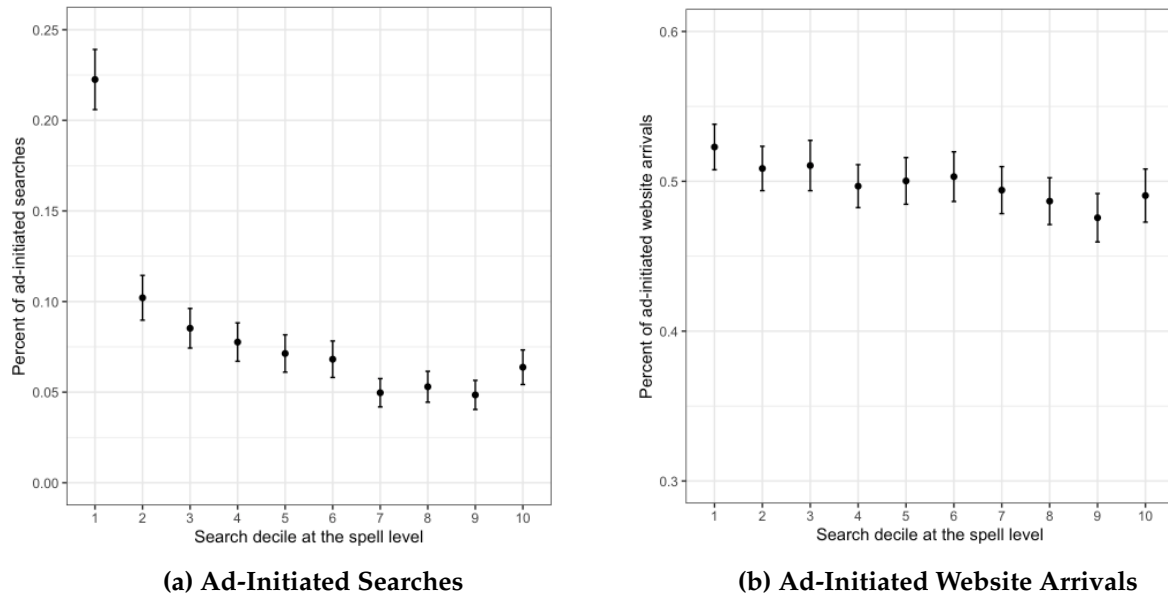 Percent of ad-initiated searches
0.25
0.20
0.15
0.10
0.05
0.00
1 2 3 4 5 6 7 8 9 10
Search decile at the spell level
(a) Ad-Initiated Searches
Percent of ad-initiated website arrivals
0.6
0.5
0.4
0.3
1 2 3 4 5 6 7 8 9 10
Search decile at the spell level
(b) Ad-Initiated Website Arrivals